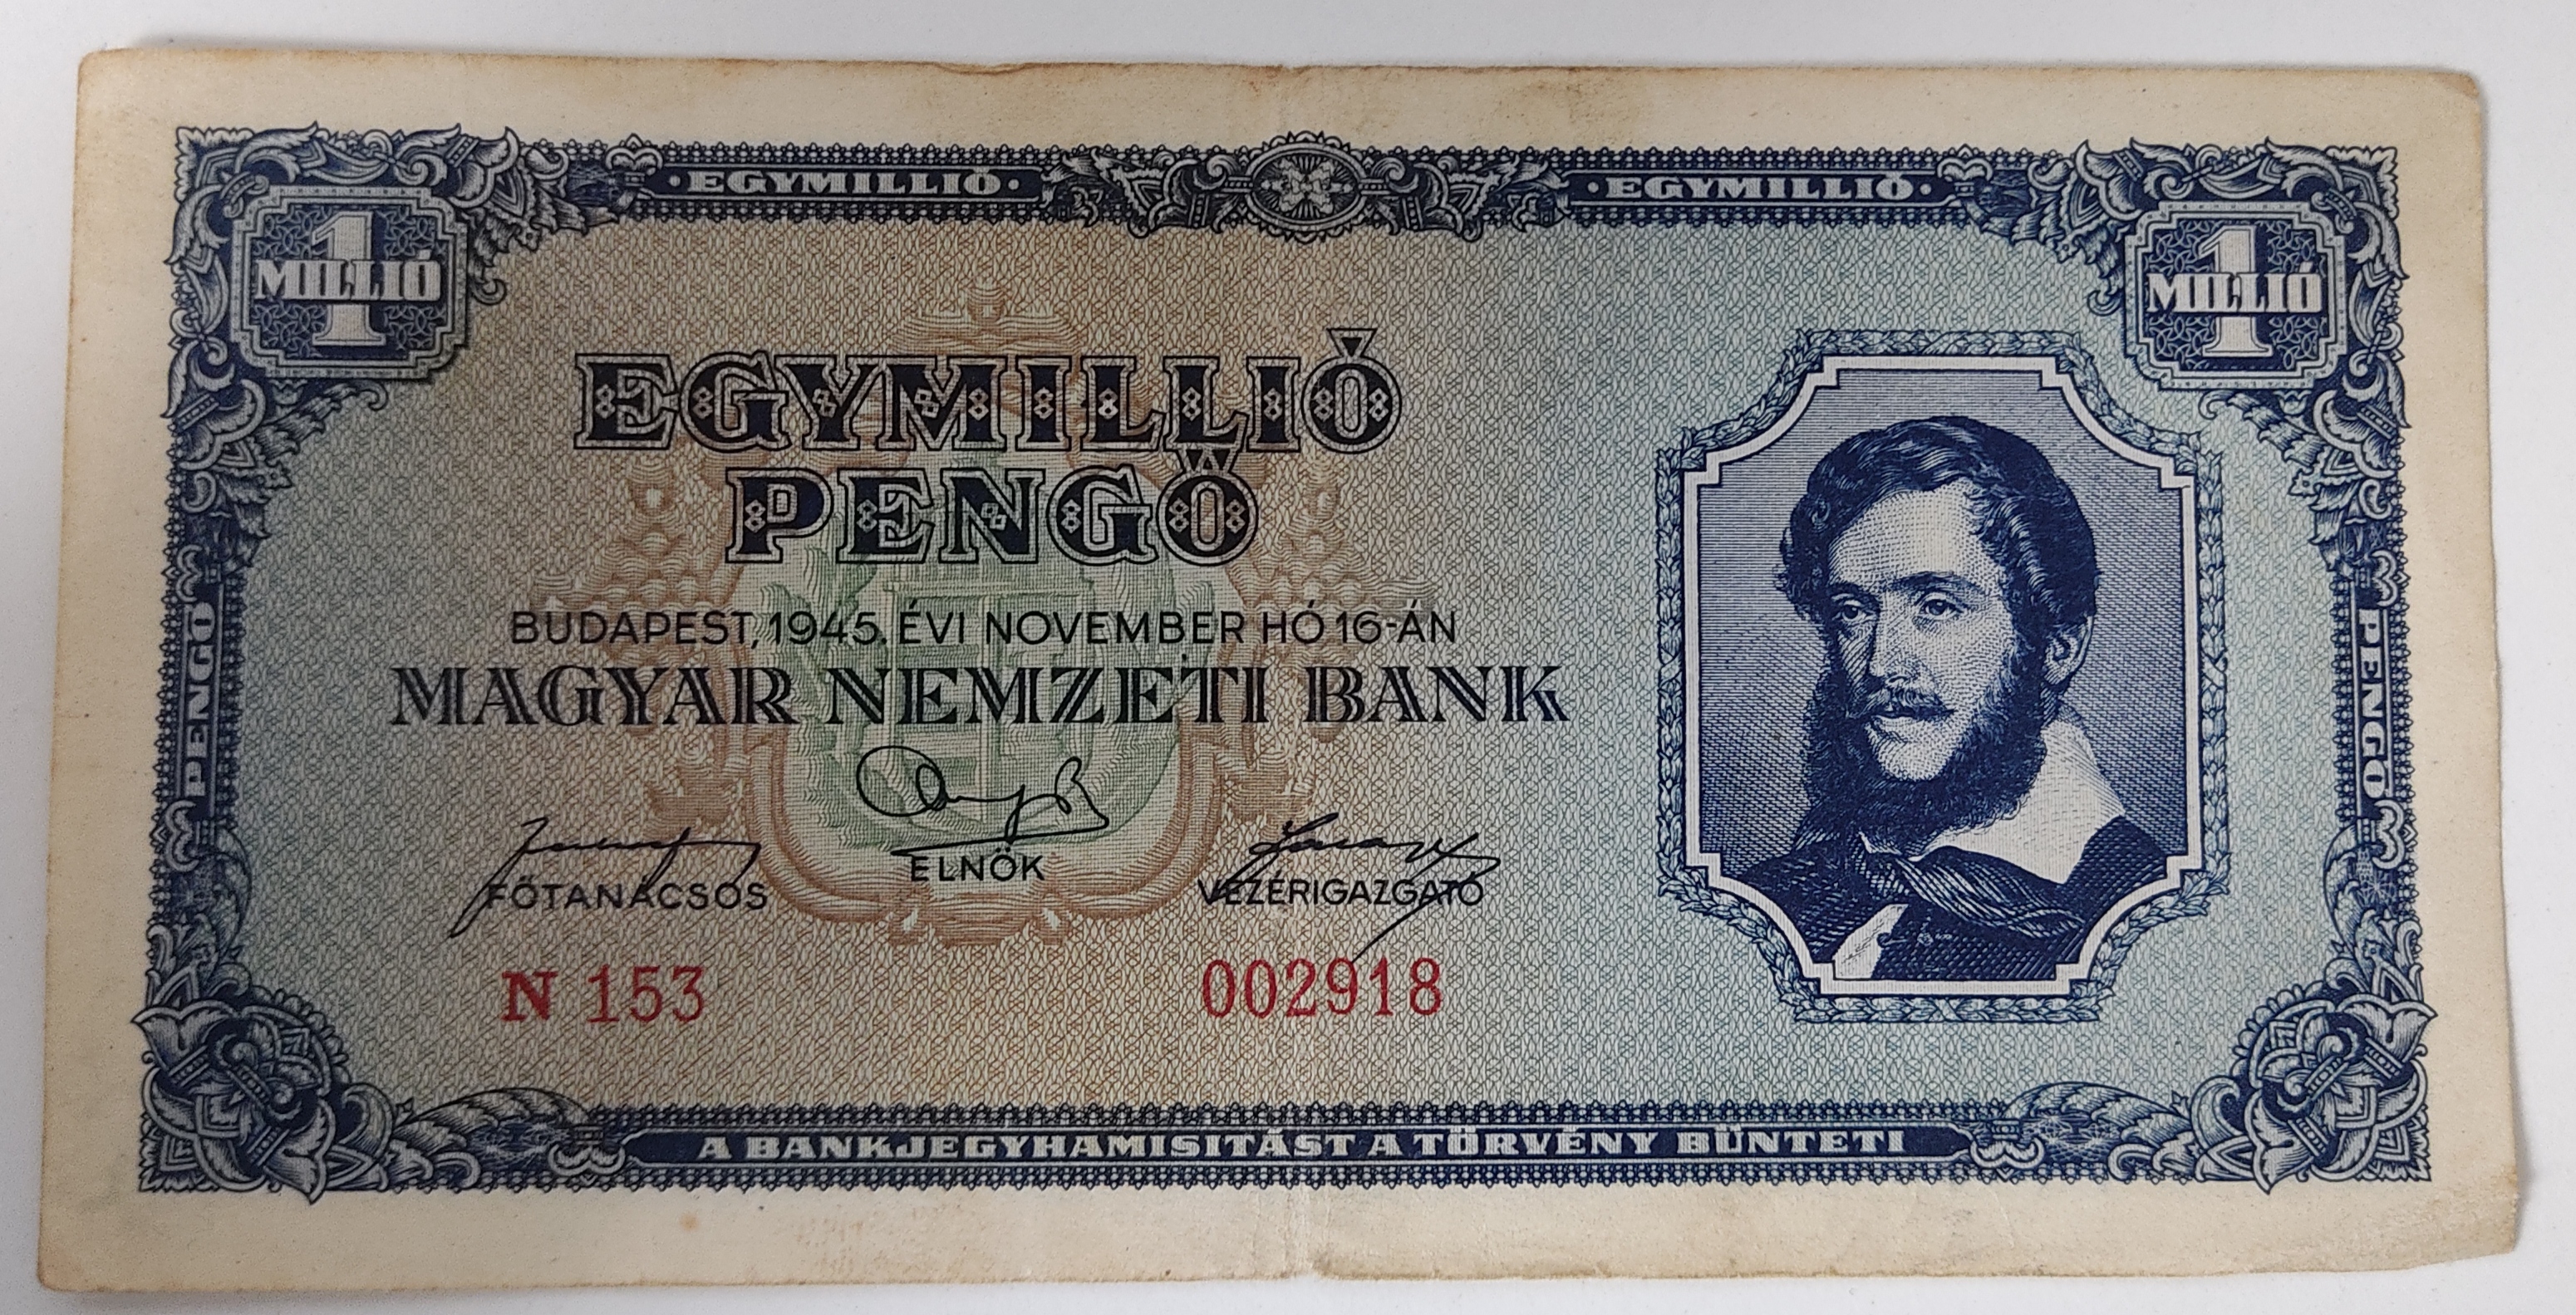 ·EGYMILLIÓ· ·EGYMILLIÓ·
1 MILLIÓ 1 MILLIÓ
EGYMILLIÓ
PENGŐ
BUDAPEST, 1945. ÉVI NOVEMBER HÓ 16-ÁN
MAGYAR NEMZETI BANK
ELNÖK
FŐTANÁCSOS VEZÉRIGAZGATÓ
N 153 002918
PENGŐ PENGŐ
A BANKJEGYHAMISITÁST A TÖRVÉNY BÜNTETI